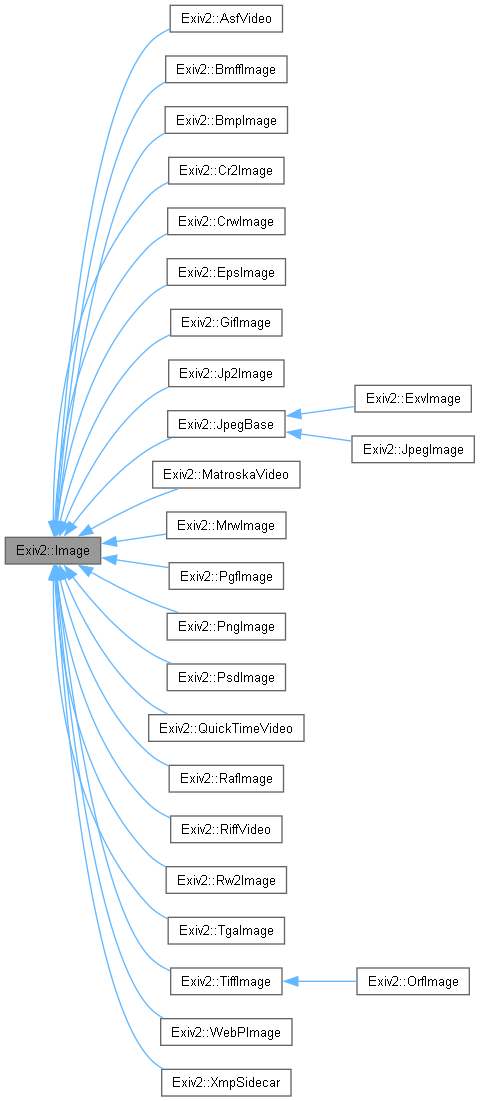 Exiv2::AsfVideo
Exiv2::BmffImage
Exiv2::BmpImage
Exiv2::Cr2Image
Exiv2::CrwImage
Exiv2::EpsImage
Exiv2::GifImage
Exiv2::Jp2Image
Exiv2::ExvImage
Exiv2::JpegBase
Exiv2::JpegImage
Exiv2::MatroskaVideo
Exiv2::MrwImage
Exiv2::Image
Exiv2::PgfImage
Exiv2::PngImage
Exiv2::PsdImage
Exiv2::QuickTimeVideo
Exiv2::RafImage
Exiv2::RiffVideo
Exiv2::Rw2Image
Exiv2::TgaImage
Exiv2::TiffImage
Exiv2::OrfImage
Exiv2::WebPImage
Exiv2::XmpSidecar